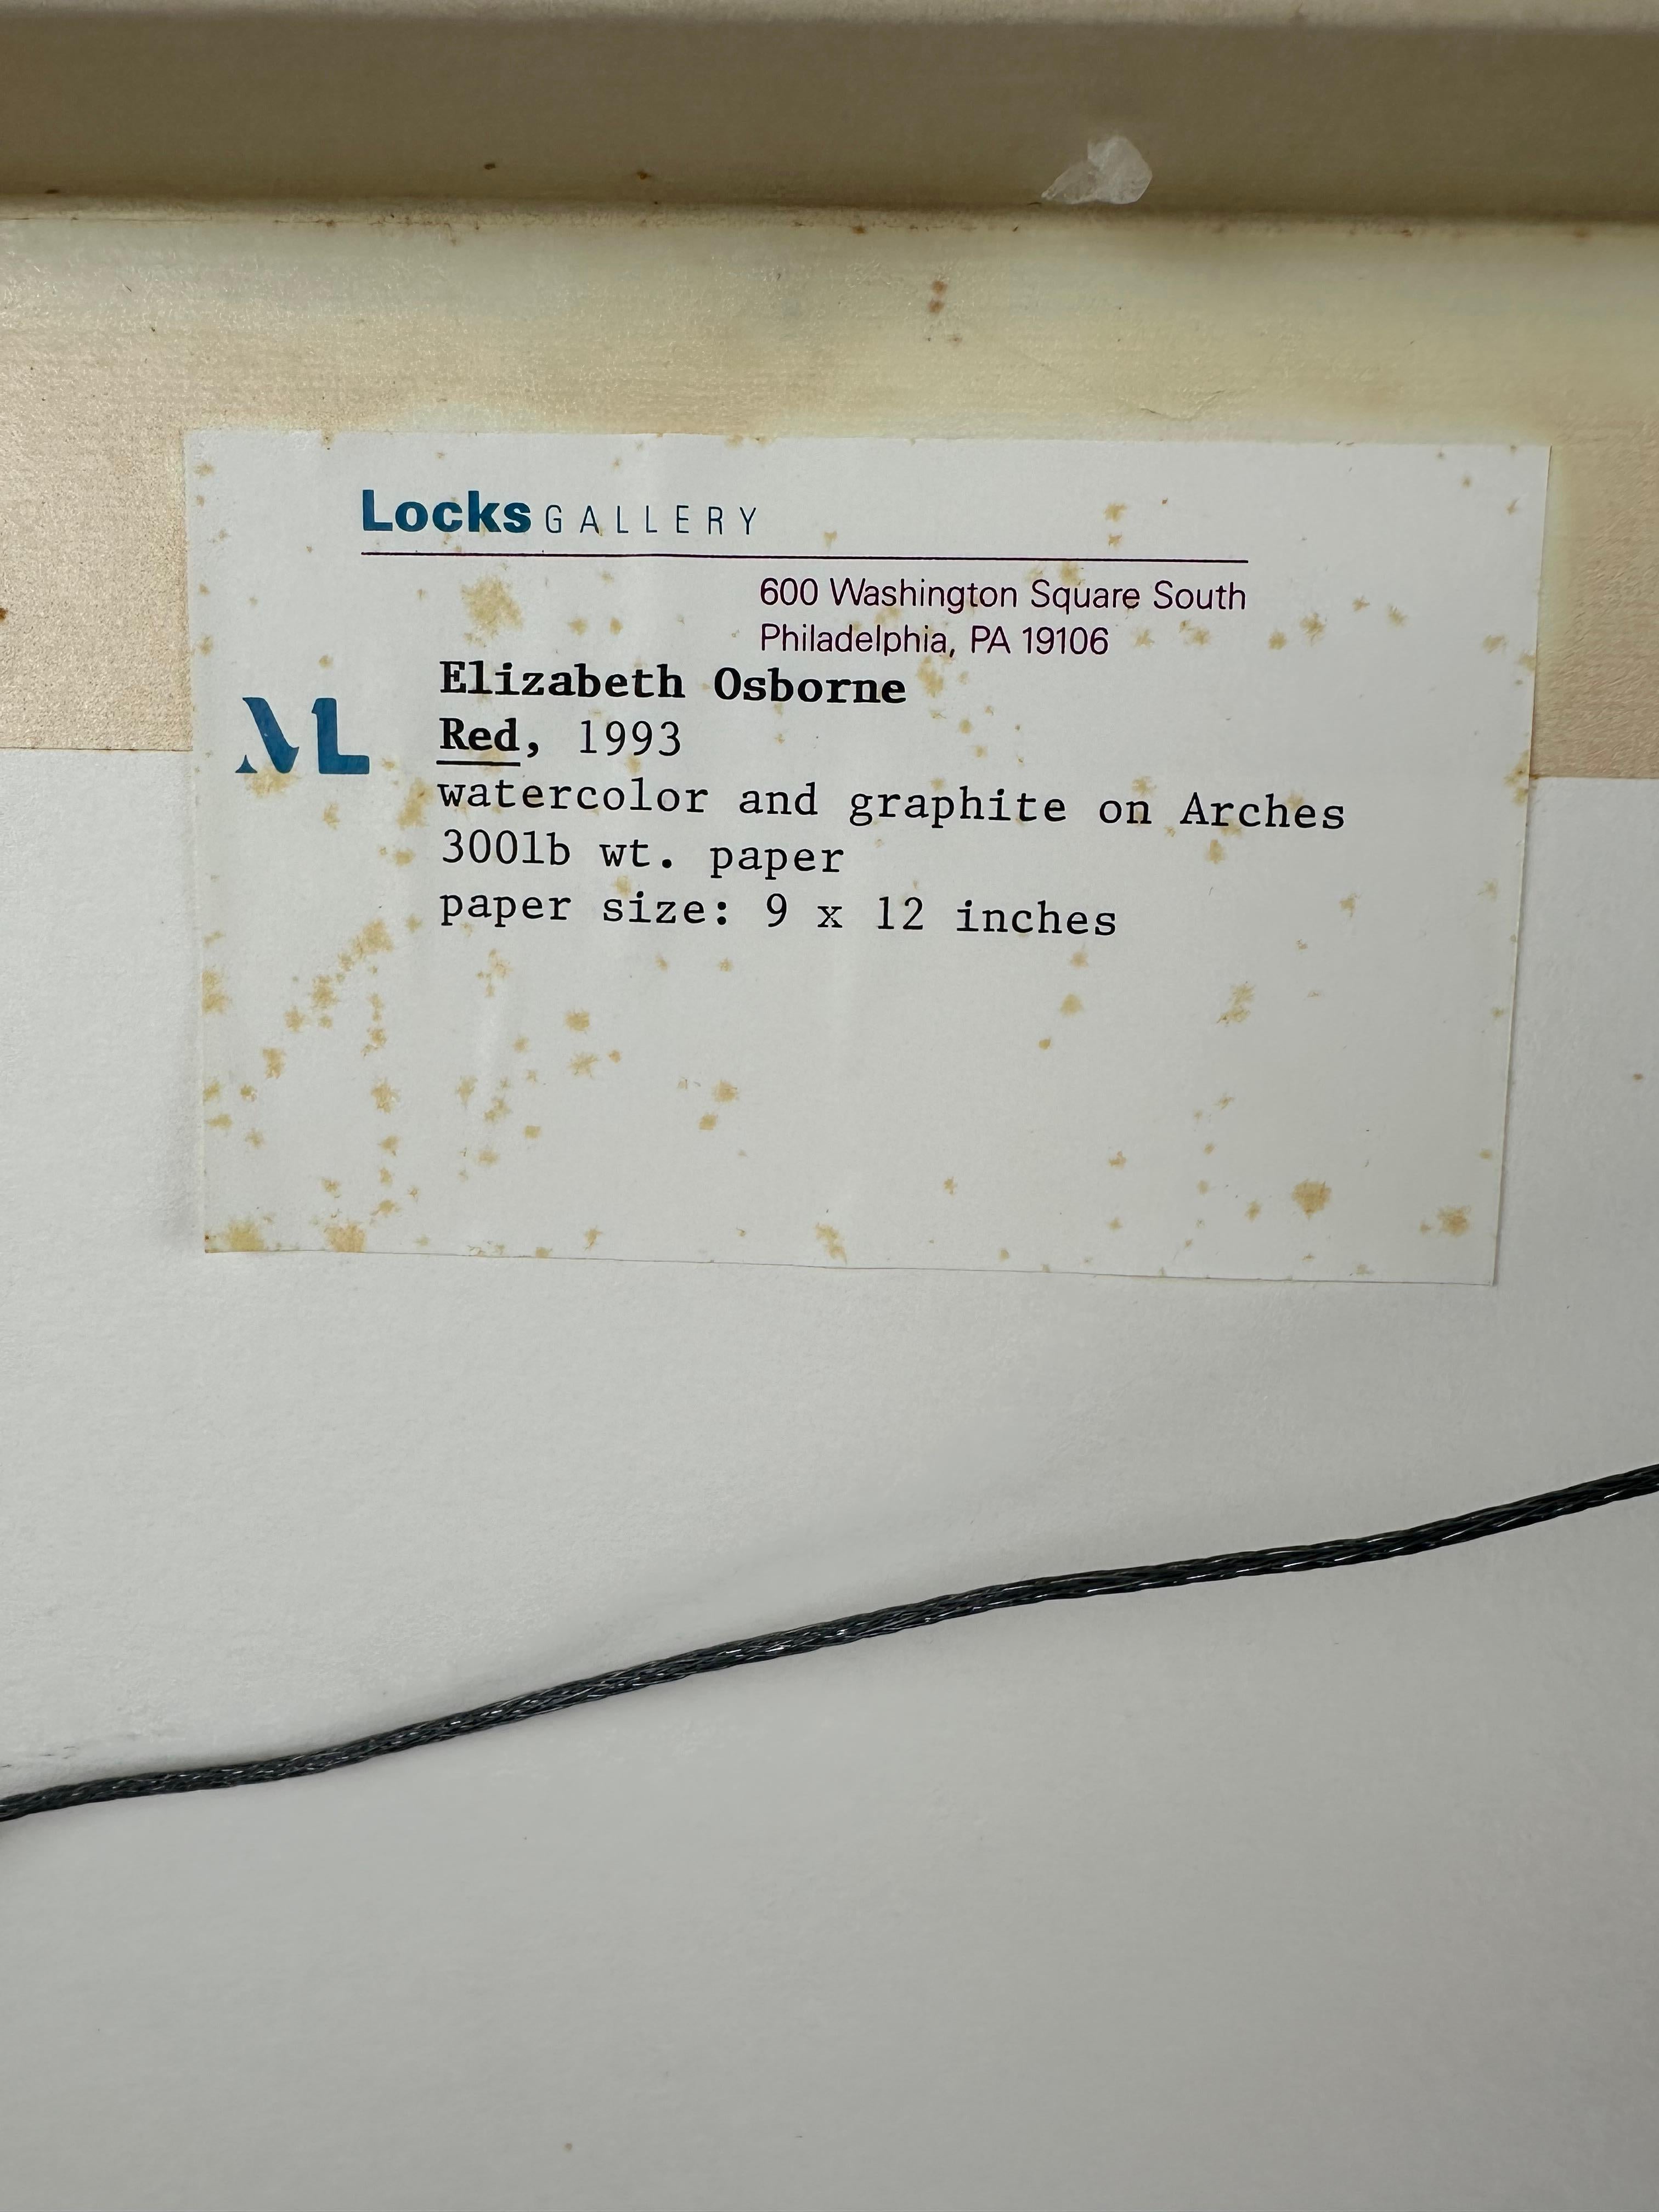 Locks GALLERY
600 Washington Square South
Philadelphia, PA 19106
ML
Elizabeth Osborne
Red, 1993
watercolor and graphite on Arches
300lb wt. paper
paper size: 9 x 12 inches